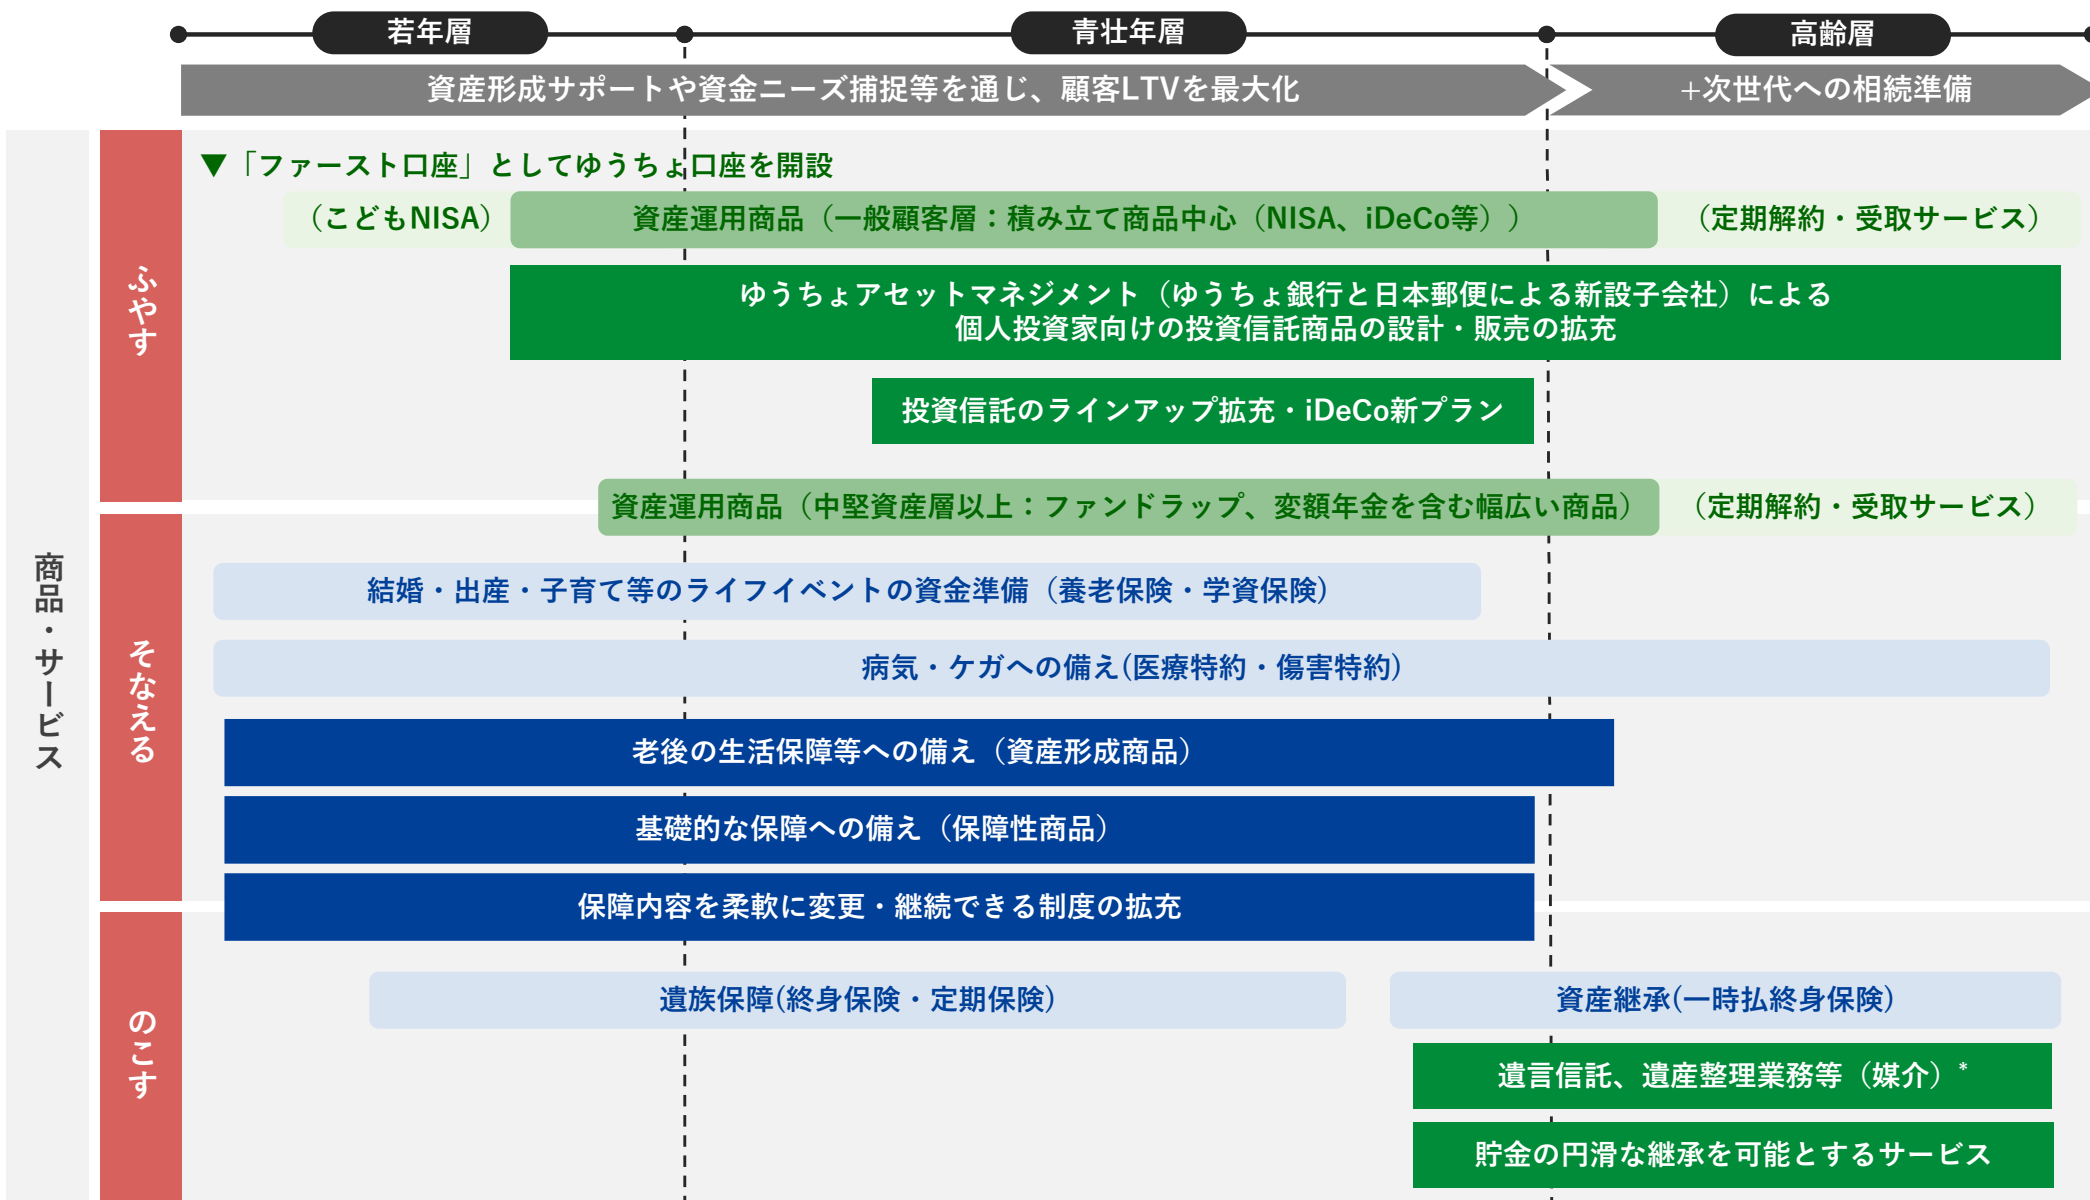 若年層
青壮年層
高齢層
資産形成サポートや資金ニーズ捕捉等を通じ、顧客LTVを最大化
+次世代への相続準備
商品・サービス
ふやす
▼「ファースト口座」としてゆうちょ口座を開設
（こどもNISA）
資産運用商品（一般顧客層：積み立て商品中心（NISA、iDeCo等））
（定期解約・受取サービス）
ゆうちょアセットマネジメント（ゆうちょ銀行と日本郵便による新設子会社）による
個人投資家向けの投資信託商品の設計・販売の拡充
投資信託のラインアップ拡充・iDeCo新プラン
資産運用商品（中堅資産層以上：ファンドラップ、変額年金を含む幅広い商品）
（定期解約・受取サービス）
そなえる
結婚・出産・子育て等のライフイベントの資金準備（養老保険・学資保険）
病気・ケガへの備え(医療特約・傷害特約)
老後の生活保障等への備え（資産形成商品）
基礎的な保障への備え（保障性商品）
保障内容を柔軟に変更・継続できる制度の拡充
のこす
遺族保障(終身保険・定期保険)
資産継承(一時払終身保険)
遺言信託、遺産整理業務等（媒介）*
貯金の円滑な継承を可能とするサービス